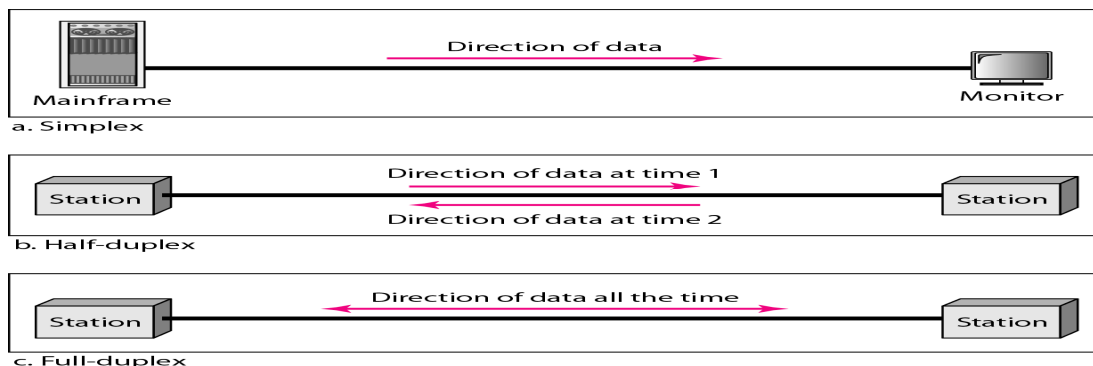 Direction of data
Mainframe
Monitor
a. Simplex
Direction of data at time 1
Station
Station
Direction of data at time 2
b. Half-duplex
Direction of data all the time
Station
Station
c. Full-duplex